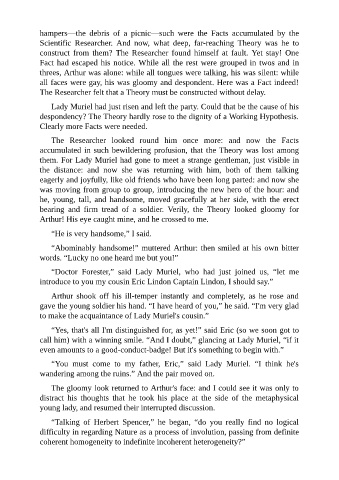 hampers—the debris of a picnic—such were the Facts accumulated by the
Scientific Researcher. And now, what deep, far-reaching Theory was he to
construct from them? The Researcher found himself at fault. Yet stay! One
Fact had escaped his notice. While all the rest were grouped in twos and in
threes, Arthur was alone: while all tongues were talking, his was silent: while
all faces were gay, his was gloomy and despondent. Here was a Fact indeed!
The Researcher felt that a Theory must be constructed without delay.
Lady Muriel had just risen and left the party. Could that be the cause of his
despondency? The Theory hardly rose to the dignity of a Working Hypothesis.
Clearly more Facts were needed.
The Researcher looked round him once more: and now the Facts
accumulated in such bewildering profusion, that the Theory was lost among
them. For Lady Muriel had gone to meet a strange gentleman, just visible in
the distance: and now she was returning with him, both of them talking
eagerly and joyfully, like old friends who have been long parted: and now she
was moving from group to group, introducing the new hero of the hour: and
he, young, tall, and handsome, moved gracefully at her side, with the erect
bearing and firm tread of a soldier. Verily, the Theory looked gloomy for
Arthur! His eye caught mine, and he crossed to me.
“He is very handsome,” I said.
“Abominably handsome!” muttered Arthur: then smiled at his own bitter
words. “Lucky no one heard me but you!”
“Doctor Forester,” said Lady Muriel, who had just joined us, “let me
introduce to you my cousin Eric Lindon Captain Lindon, I should say.”
Arthur shook off his ill-temper instantly and completely, as he rose and
gave the young soldier his hand. “I have heard of you,” he said. “I'm very glad
to make the acquaintance of Lady Muriel's cousin.”
“Yes, that's all I'm distinguished for, as yet!” said Eric (so we soon got to
call him) with a winning smile. “And I doubt,” glancing at Lady Muriel, “if it
even amounts to a good-conduct-badge! But it's something to begin with.”
“You must come to my father, Eric,” said Lady Muriel. “I think he's
wandering among the ruins.” And the pair moved on.
The gloomy look returned to Arthur's face: and I could see it was only to
distract his thoughts that he took his place at the side of the metaphysical
young lady, and resumed their interrupted discussion.
“Talking of Herbert Spencer,” he began, “do you really find no logical
difficulty in regarding Nature as a process of involution, passing from definite
coherent homogeneity to indefinite incoherent heterogeneity?”